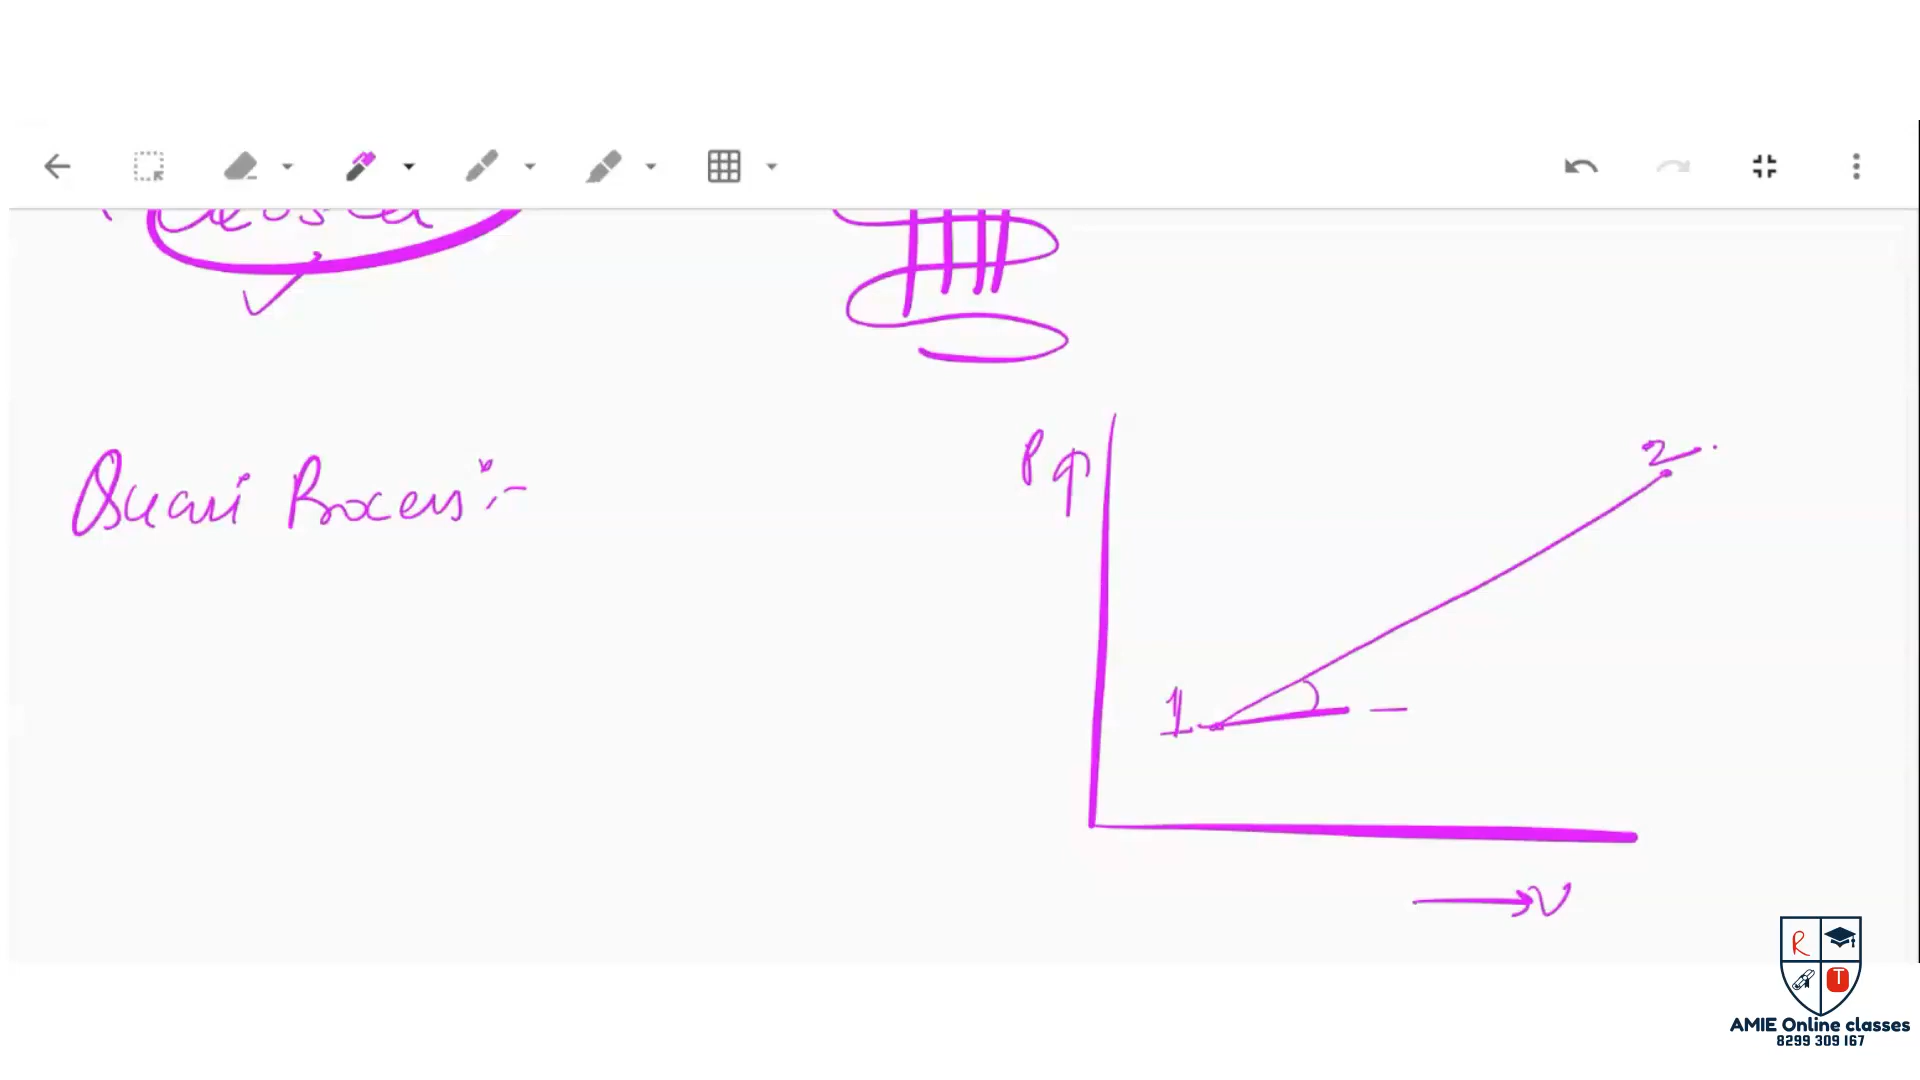 Quasi Process :-
P
2
1
V
R
T
AMIE Online classes
8299 309 167